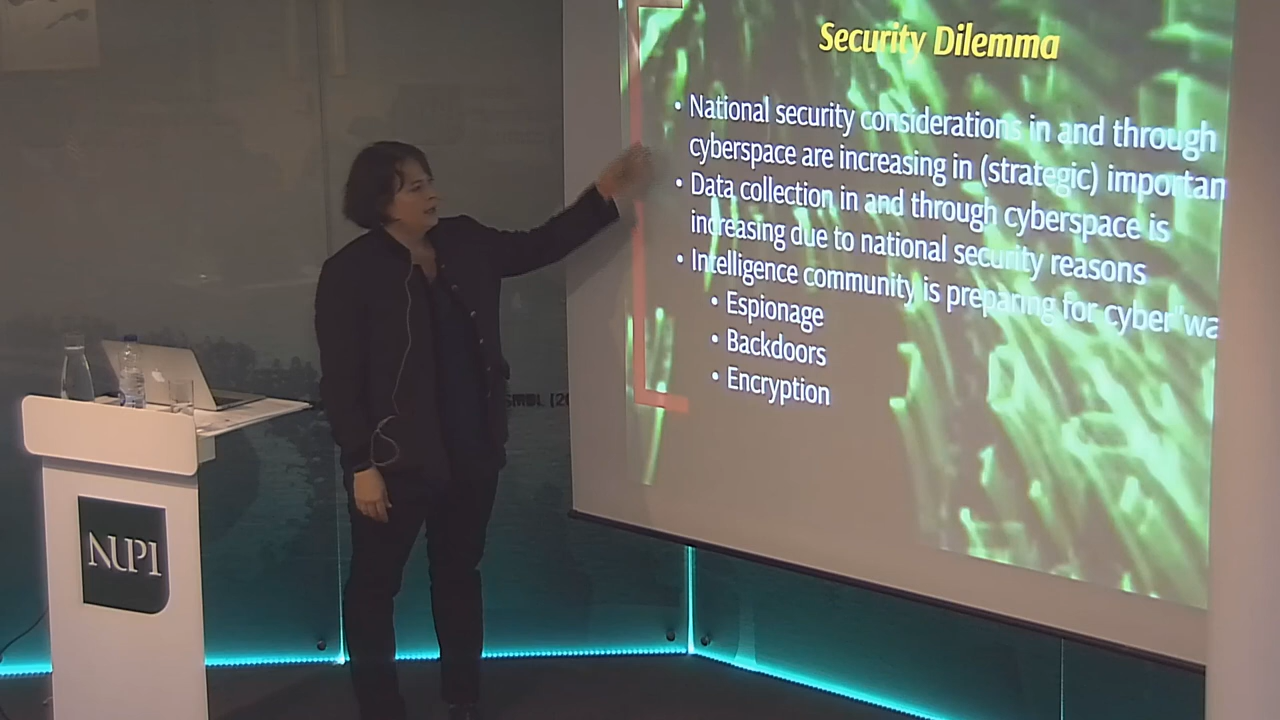 Security Dilemma
• National security considerations in and through
cyberspace are increasing in (strategic) importan
• Data collection in and through cyberspace is
increasing due to national security reasons
• Intelligence community is preparing for cyber"wa
• Espionage
• Backdoors
• Encryption
NUPI